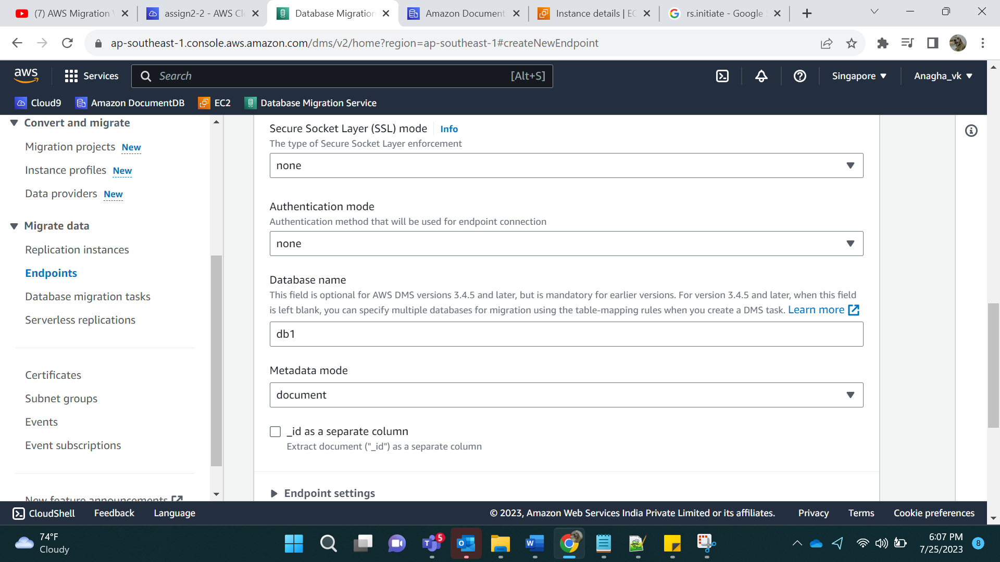 (7) AWS Migration
assign2-2 - AWS Cl
Database Migration
Amazon Document
Instance details | EC
rs.initiate - Google
ap-southeast-1.console.aws.amazon.com/dms/v2/home?region=ap-southeast-1#createNewEndpoint
aws
Services
Search
[Alt+S]
Singapore
Anagha_vk
Cloud9
Amazon DocumentDB
EC2
Database Migration Service
Convert and migrate
Migration projects New
Instance profiles New
Data providers New
Migrate data
Replication instances
Endpoints
Database migration tasks
Serverless replications
Certificates
Subnet groups
Events
Event subscriptions
New feature announcements
Secure Socket Layer (SSL) mode Info
The type of Secure Socket Layer enforcement
none
Authentication mode
Authentication method that will be used for endpoint connection
none
Database name
This field is optional for AWS DMS versions 3.4.5 and later, but is mandatory for earlier versions. For version 3.4.5 and later, when this field
is left blank, you can specify multiple databases for migration using the table-mapping rules when you create a DMS task. Learn more
db1
Metadata mode
document
_id as a separate column
Extract document ("_id") as a separate column
Endpoint settings
CloudShell
Feedback
Language
© 2023, Amazon Web Services India Private Limited or its affiliates.
Privacy
Terms
Cookie preferences
74°F
Cloudy
5
6:07 PM
7/25/2023
8